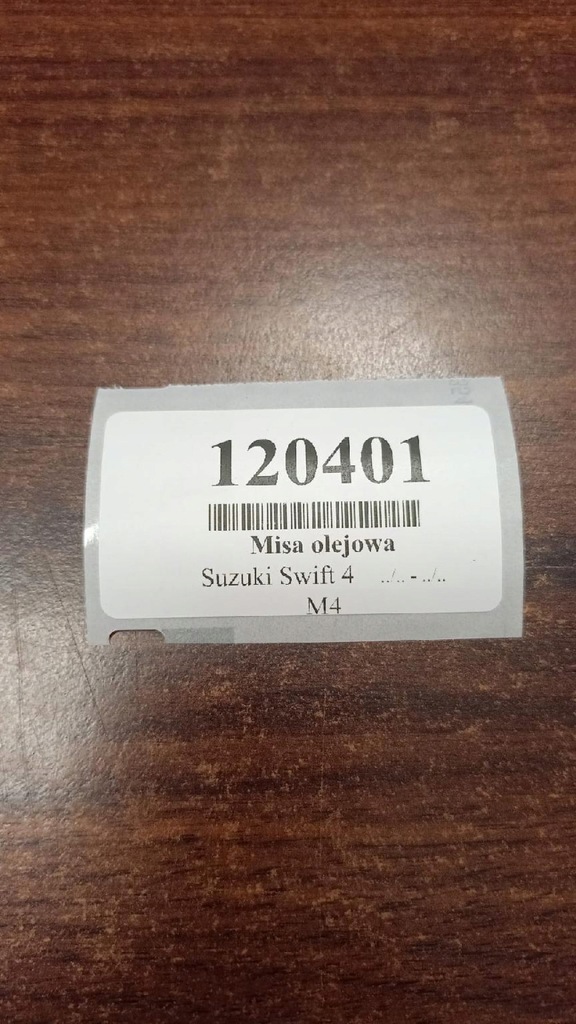 120401
Misa olejowa
Suzuki Swift 4 ../.. - ../..
M4